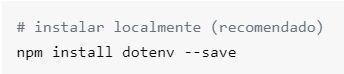 # instalar localmente (recomendado)
npm install dotenv --save